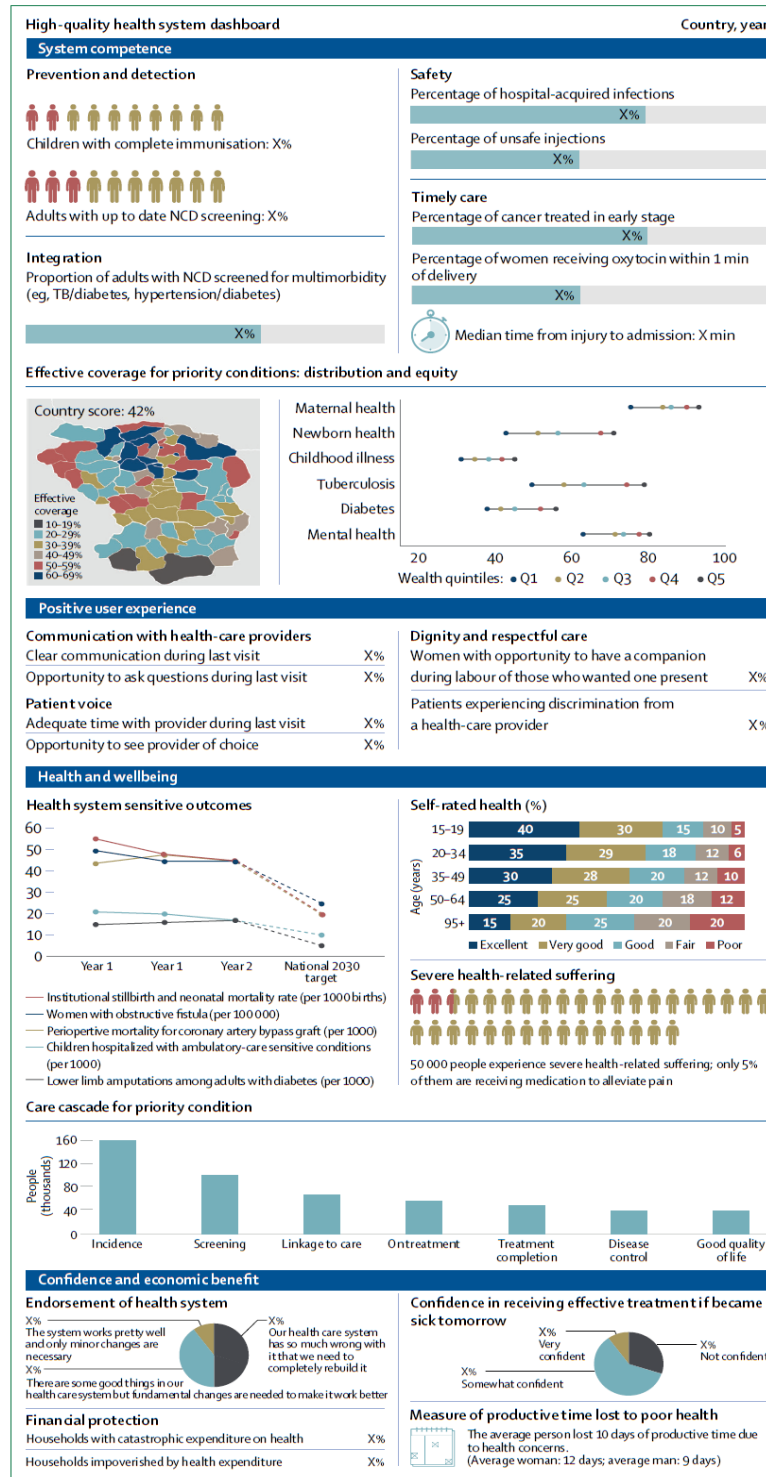 High-quality health system dashboard
Country, year
System competence
Prevention and detection
Children with complete immunisation: X%
Adults with up to date NCD screening: X%
Integration
Proportion of adults with NCD screened for multimorbidity
(eg, TB/diabetes, hypertension/diabetes)
X%
Safety
Percentage of hospital-acquired infections
X%
Percentage of unsafe injections
X%
Timely care
Percentage of cancer treated in early stage
X%
Percentage of women receiving oxytocin within 1 min
of delivery
X%
Median time from injury to admission: X min
Effective coverage for priority conditions: distribution and equity
Country score: 42%
Effective
coverage
10–19%
20–29%
30–39%
40–49%
50–59%
60–69%
Maternal health
Newborn health
Childhood illness
Tuberculosis
Diabetes
Mental health
20 40 60 80 100
Wealth quintiles: Q1 Q2 Q3 Q4 Q5
Positive user experience
Communication with health-care providers
Clear communication during last visit X%
Opportunity to ask questions during last visit X%
Patient voice
Adequate time with provider during last visit X%
Opportunity to see provider of choice X%
Dignity and respectful care
Women with opportunity to have a companion
during labour of those who wanted one present X%
Patients experiencing discrimination from
a health-care provider X%
Health and wellbeing
Health system sensitive outcomes
60
50
40
30
20
10
0
Year 1 Year 1 Year 2 National 2030
target
Institutional stillbirth and neonatal mortality rate (per 1000 births)
Women with obstructive fistula (per 100 000)
Periopertive mortality for coronary artery bypass graft (per 1000)
Children hospitalized with ambulatory-care sensitive conditions
(per 1000)
Lower limb amputations among adults with diabetes (per 1000)
Self-rated health (%)
Age (years)
15–19 40 30 15 10 5
20–34 35 29 18 12 6
35–49 30 28 20 12 10
50–64 25 25 20 18 12
95+ 15 20 25 20 20
Excellent Very good Good Fair Poor
Severe health-related suffering
50 000 people experience severe health-related suffering; only 5%
of them are receiving medication to alleviate pain
Care cascade for priority condition
People
(thousands)
160
120
80
40
0
Incidence Screening Linkage to care On treatment Treatment
completion Disease
control Good quality
of life
Confidence and economic benefit
Endorsement of health system
X%
The system works pretty well
and only minor changes are
necessary
X%
Our health care system
has so much wrong with
it that we need to
completely rebuild it
X%
There are some good things in our
health care system but fundamental changes are needed to make it work better
Financial protection
Households with catastrophic expenditure on health X%
Households impoverished by health expenditure X%
Confidence in receiving effective treatment if became
sick tomorrow
X%
Very
confident
X%
Not confident
X%
Somewhat confident
Measure of productive time lost to poor health
The average person lost 10 days of productive time due
to health concerns.
(Average woman: 12 days; average man: 9 days)